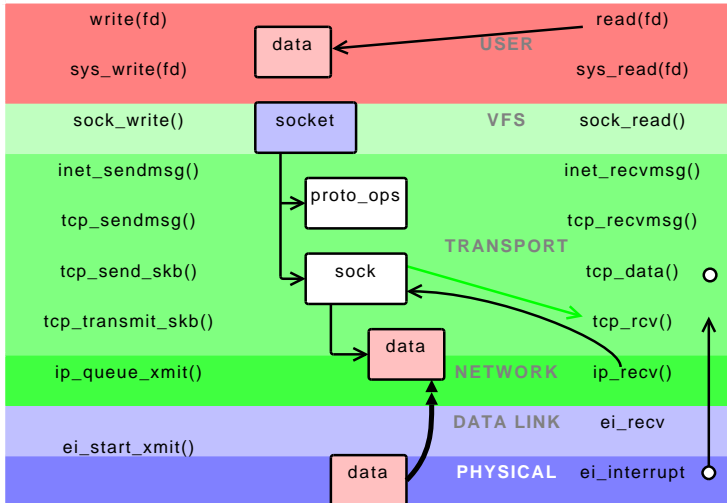 write(fd)
data
USER
read(fd)
sys_write(fd)
sys_read(fd)
sock_write()
socket
VFS
sock_read()
inet_sendmsg()
proto_ops
inet_recvmsg()
tcp_sendmsg()
tcp_recvmsg()
TRANSPORT
tcp_send_skb()
sock
tcp_data()
tcp_transmit_skb()
tcp_rcv()
data
ip_queue_xmit()
NETWORK
ip_recv()
DATA LINK
ei_recv
ei_start_xmit()
data
PHYSICAL
ei_interrupt